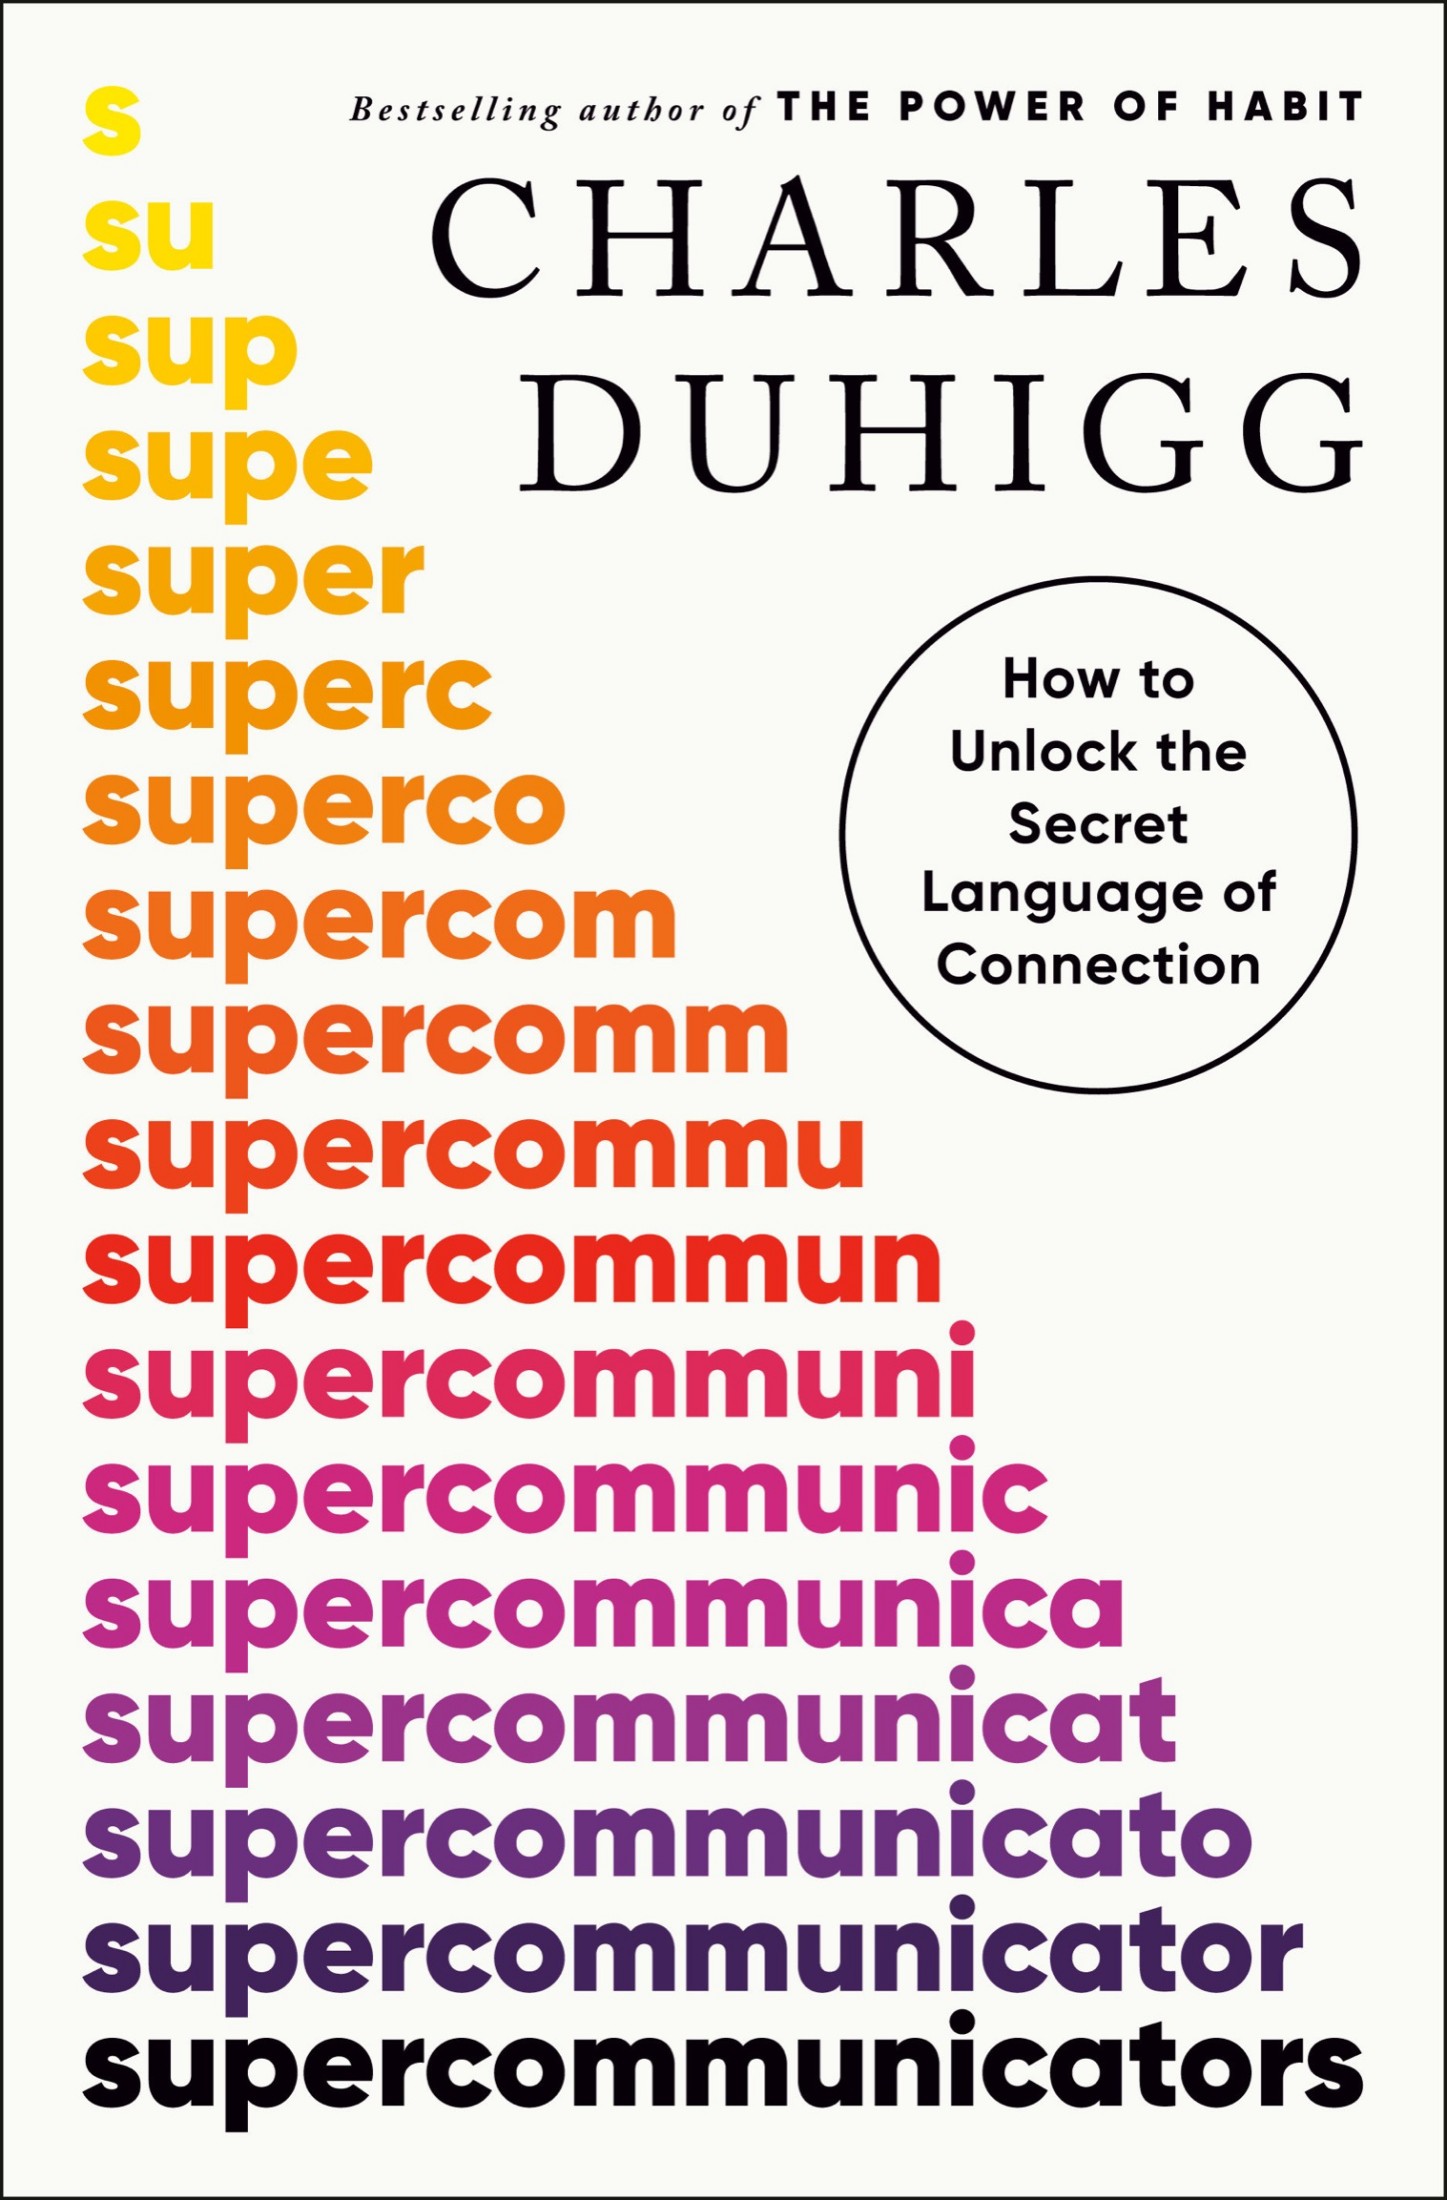 Bestselling author of THE POWER OF HABIT
CHARLES
DUHIGG
How to
Unlock the
Secret
Language of
Connection
s
su
sup
supe
super
superc
superco
supercom
supercomm
supercommu
supercommun
supercommuni
supercommunic
supercommunica
supercommunicat
supercommunicato
supercommunicator
supercommunicators